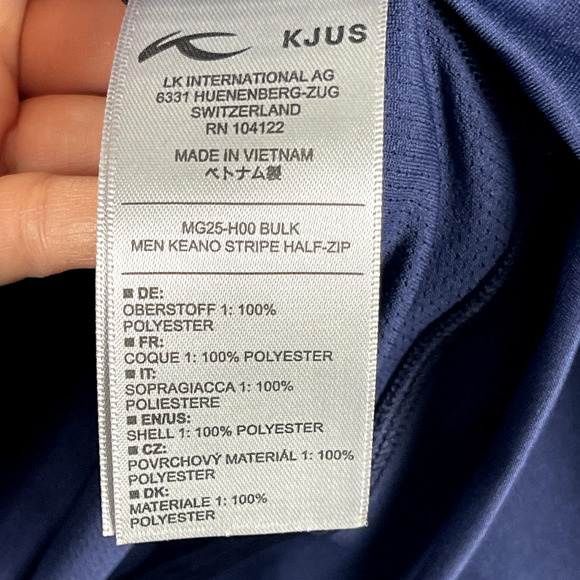 KJUS
LK INTERNATIONAL AG
6331 HUENENBERG-ZUG
SWITZERLAND
RN 104122
MADE IN VIETNAM
ベトナム製
MG25-H00 BULK
MEN KEANO STRIPE HALF-ZIP
■ DE:
OBERSTOFF 1: 100%
POLYESTER
■ FR:
COQUE 1: 100% POLYESTER
■ IT:
SOPRAGIACCA 1: 100%
POLIESTERE
■ EN/US:
SHELL 1: 100% POLYESTER
■ CZ:
POVRCHOVÝ MATERIÁL 1: 100%
POLYESTER
■ DK:
MATERIALE 1: 100%
POLYESTER